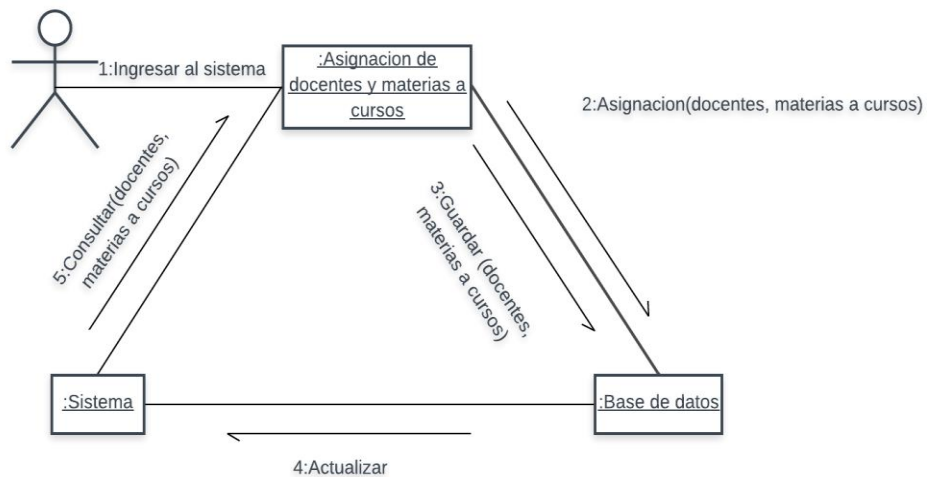 1:Ingresar al sistema
:Asignacion de
docentes y materias a
cursos
2:Asignacion(docentes, materias a cursos)
5:Consultar(docentes,
materias a cursos)
3:Guardar (docentes,
materias a cursos)
:Sistema
:Base de datos
4:Actualizar